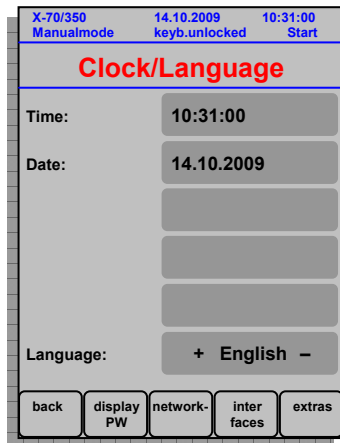 X-70/350 14.10.2009 10:31:00
Manualmode keyb.unlocked Start
Clock/Language
Time: 10:31:00
Date: 14.10.2009
Language: + English –
back display PW network- inter faces extras